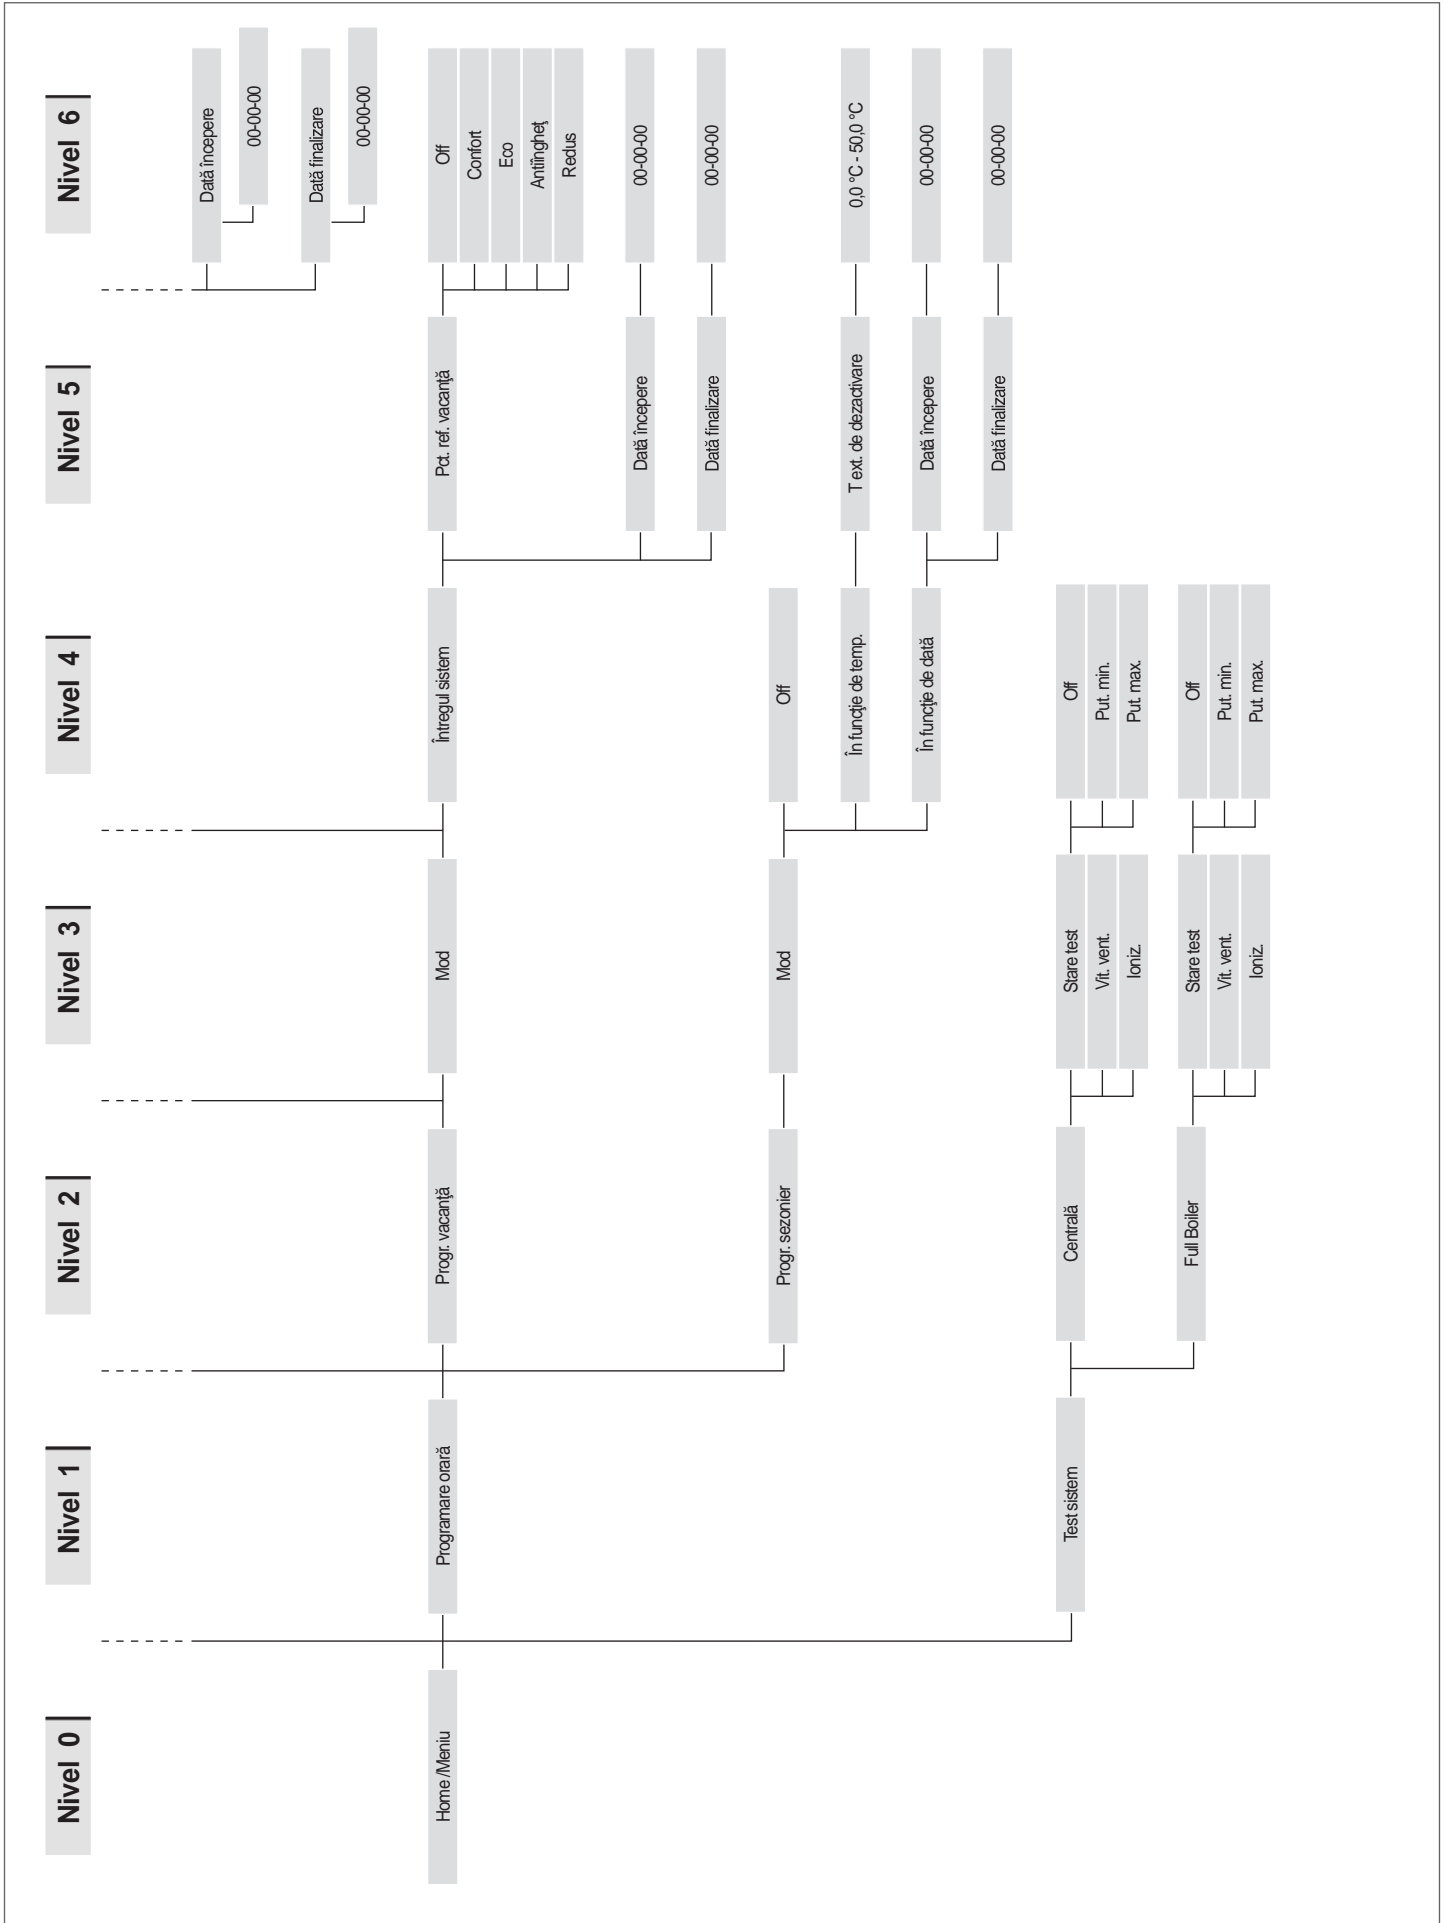 Nivel 0
Nivel 1
Nivel 2
Nivel 3
Nivel 4
Nivel 5
Nivel 6
Dată începere
00-00-00
Dată finalizare
00-00-00
Home /Meniu
Programare orară
Progr. vacanţă
Mod
Întregul sistem
Pct. ref. vacanţă
Off
Confort
Eco
Antiîngheţ
Redus
Dată începere
00-00-00
Dată finalizare
00-00-00
Progr. sezonier
Mod
Off
În funcţie de temp.
T ext. de dezactivare
0,0 °C - 50,0 °C
În funcţie de dată
Dată începere
00-00-00
Dată finalizare
00-00-00
Test sistem
Centrală
Stare test
Off
Vit. vent.
Put. min.
Ioniz.
Put. max.
Full Boiler
Stare test
Off
Vit. vent.
Put. min.
Ioniz.
Put. max.